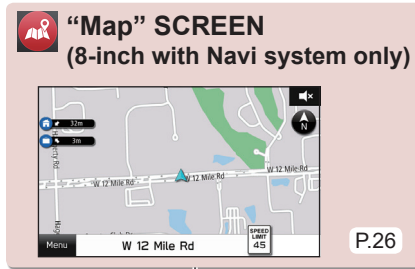 “Map” SCREEN
(8-inch with Navi system only)
N
32m
3m
W 12 Mile Rd
W 12 Mile Rd
W 12 Mile Rd
Menu
W 12 Mile Rd
SPEED
LIMIT
45
P.26